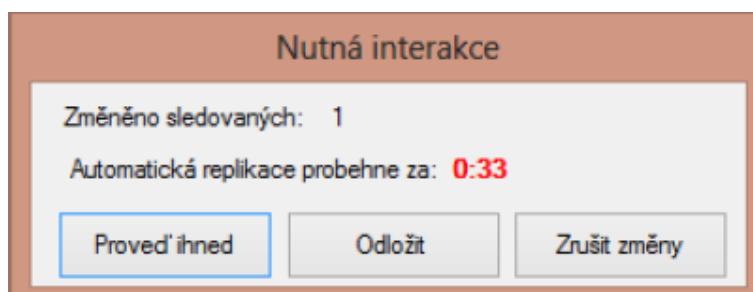 Nutná interakce
Změněno sledovaných: 1
Automatická replikace probehne za: 0:33
Proveď ihned Odložit Zrušit změny